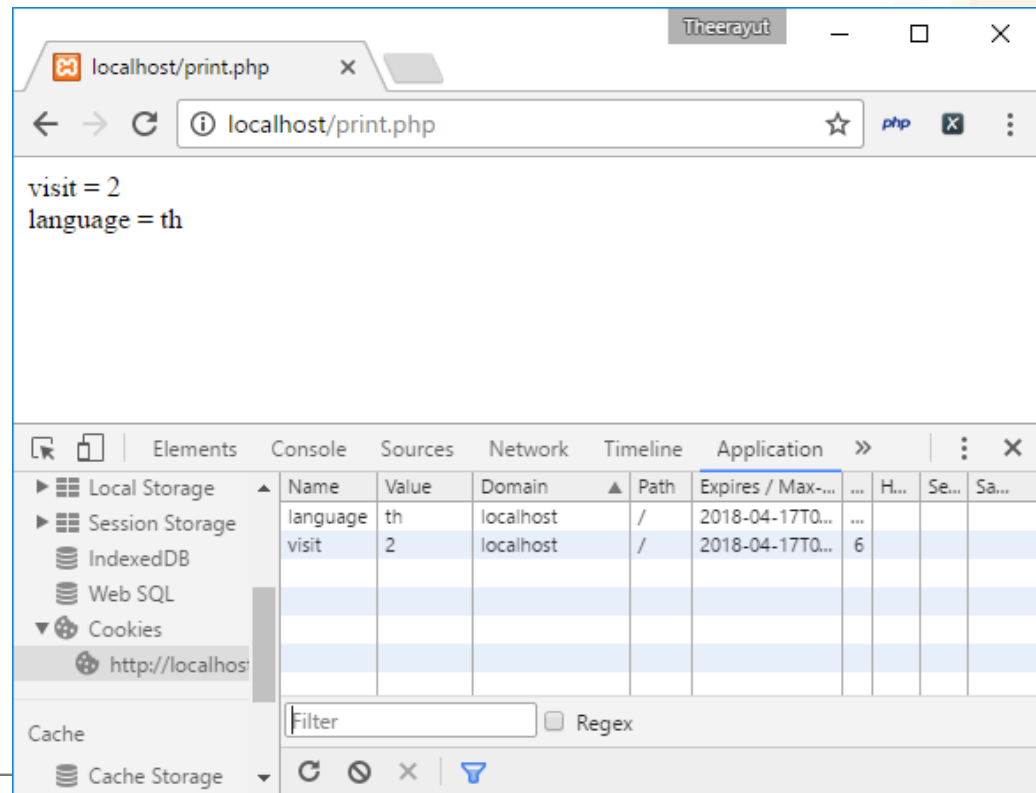 Theerayut
localhost/print.php
localhost/print.php
php
visit = 2
language = th
Elements Console Sources Network Timeline Application
Local Storage
Session Storage
IndexedDB
Web SQL
Cookies
http://localhos
Cache
Cache Storage
Name Value Domain Path Expires / Max-... ... H... Se... Sa...
language th localhost / 2018-04-17T0... ...
visit 2 localhost / 2018-04-17T0... 6
Filter Regex